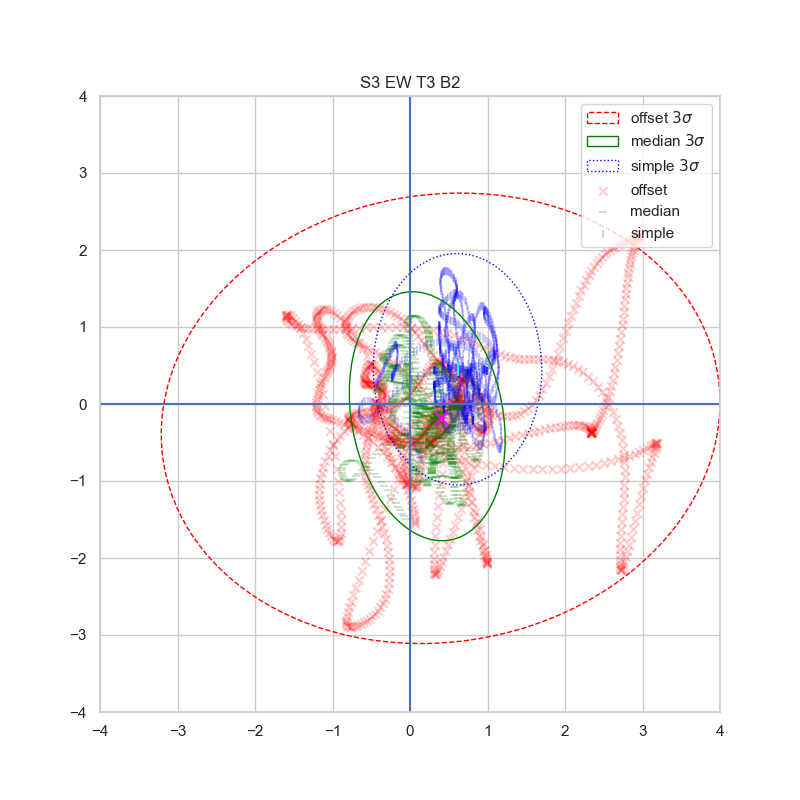 S3 EW T3 B2
offset 3σ
median 3σ
simple 3σ
offset
median
simple
4
3
2
1
0
−1
−2
−3
−4
−4 −3 −2 −1 0 1 2 3 4